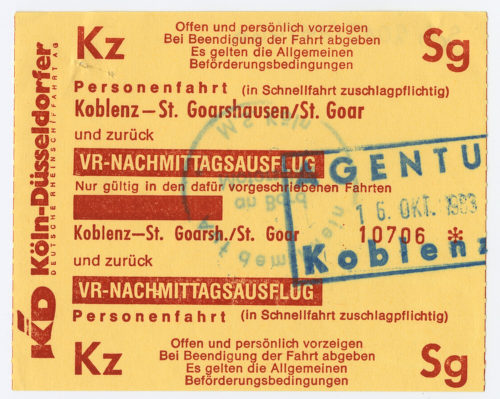 Kz
Offen und persönlich vorzeigen
Bei Beendigung der Fahrt abgeben
Es gelten die Allgemeinen
Beförderungsbedingungen
Sg
Personenfahrt (in Schnellfahrt zuschlagpflichtig)
Koblenz–St. Goarshausen/St. Goar
und zurück
VR-NACHMITTAGSAUSFLUG
Nur gültig in den dafür vorgeschriebenen Fahrten
Koblenz–St. Goarsh./St. Goar
10706 *
und zurück
VR-NACHMITTAGSAUSFLUG
Personenfahrt (in Schnellfahrt zuschlagpflichtig)
Kz
Offen und persönlich vorzeigen
Bei Beendigung der Fahrt abgeben
Es gelten die Allgemeinen
Beförderungsbedingungen
Sg
KD Köln-Düsseldorfer
DEUTSCHE RHEINSCHIFFAHRT AG
AGENTU
16. OKT. 1983
Koblenz